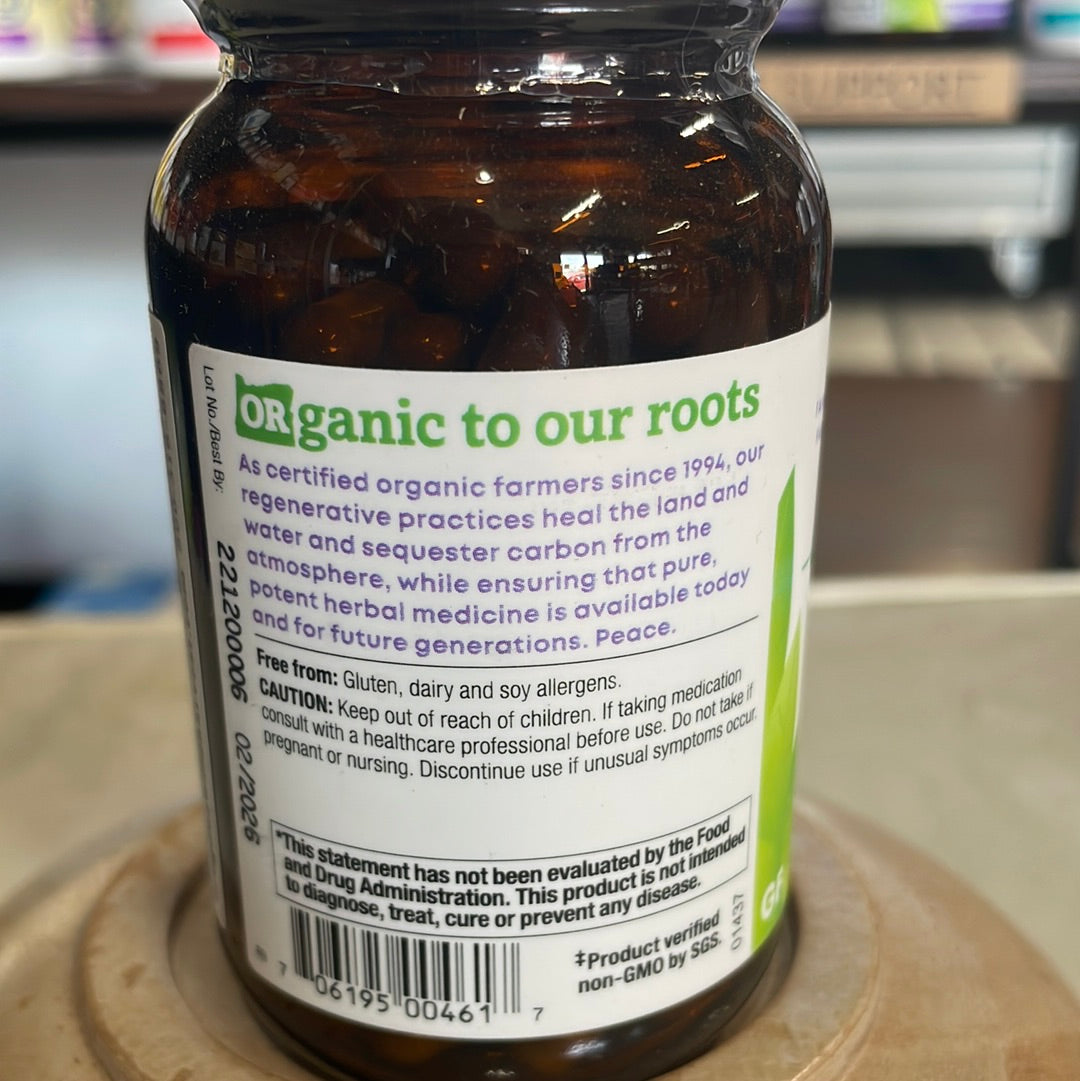 ORganic to our roots
As certified organic farmers since 1994, our
regenerative practices heal the land and
water and sequester carbon from the
atmosphere, while ensuring that pure,
potent herbal medicine is available today
and for future generations. Peace.
Free from: Gluten, dairy and soy allergens.
CAUTION: Keep out of reach of children. If taking medication
consult with a healthcare professional before use. Do not take if
pregnant or nursing. Discontinue use if unusual symptoms occur.
*This statement has not been evaluated by the Food
and Drug Administration. This product is not intended
to diagnose, treat, cure or prevent any disease.
7 06195 00461 7
‡Product verified
non-GMO by SGS.
01437
Lot No./Best By:
221200006 02/2026
GF